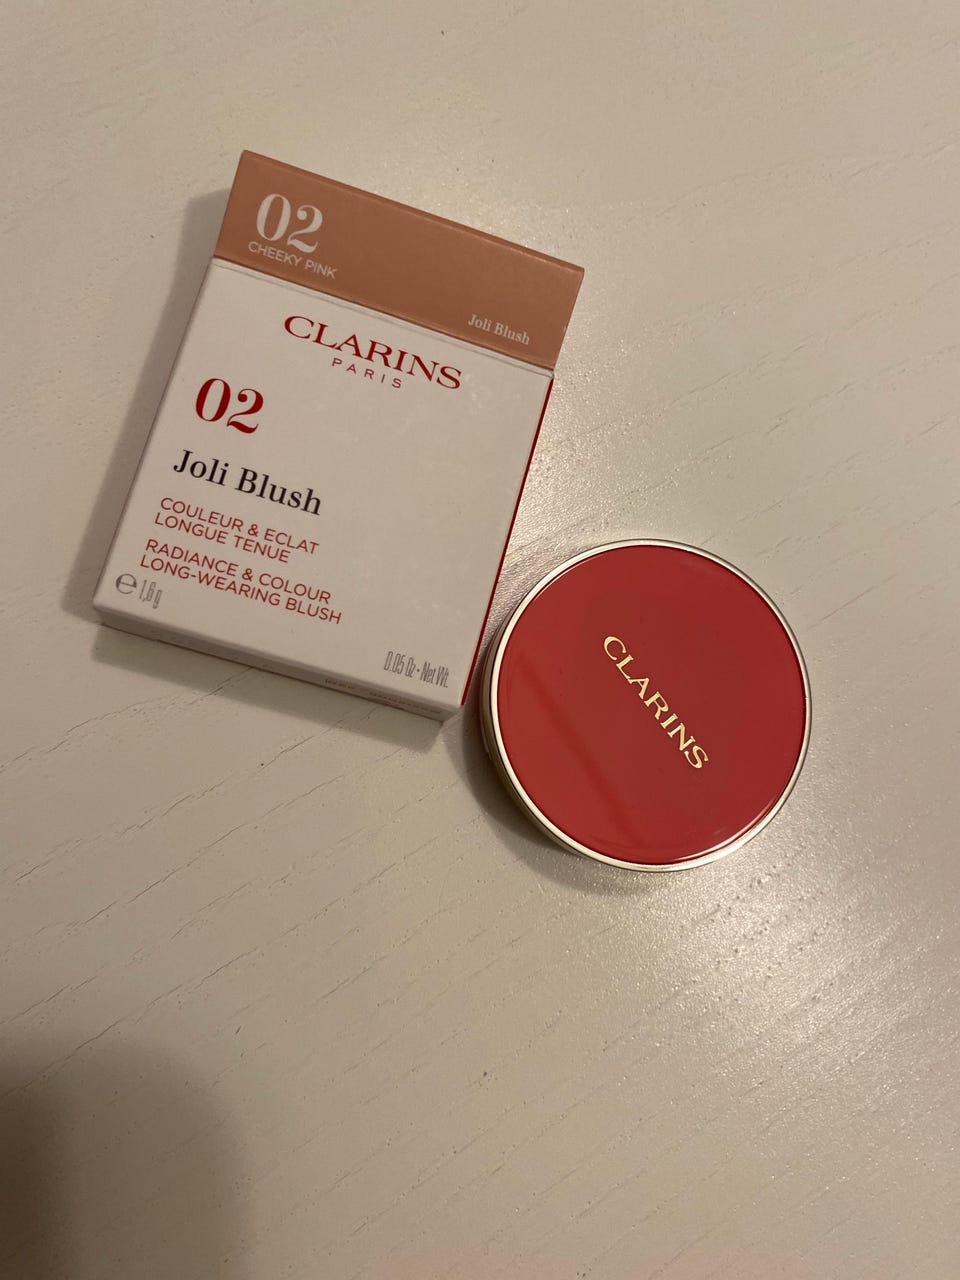 02
CHEEKY PINK
Joli Blush
CLARINS
PARIS
02
Joli Blush
COULEUR & ECLAT
LONGUE TENUE
RADIANCE & COLOUR
LONG-WEARING BLUSH
℮ 1,6 g
0.05 Oz • Net Wt.
CLARINS